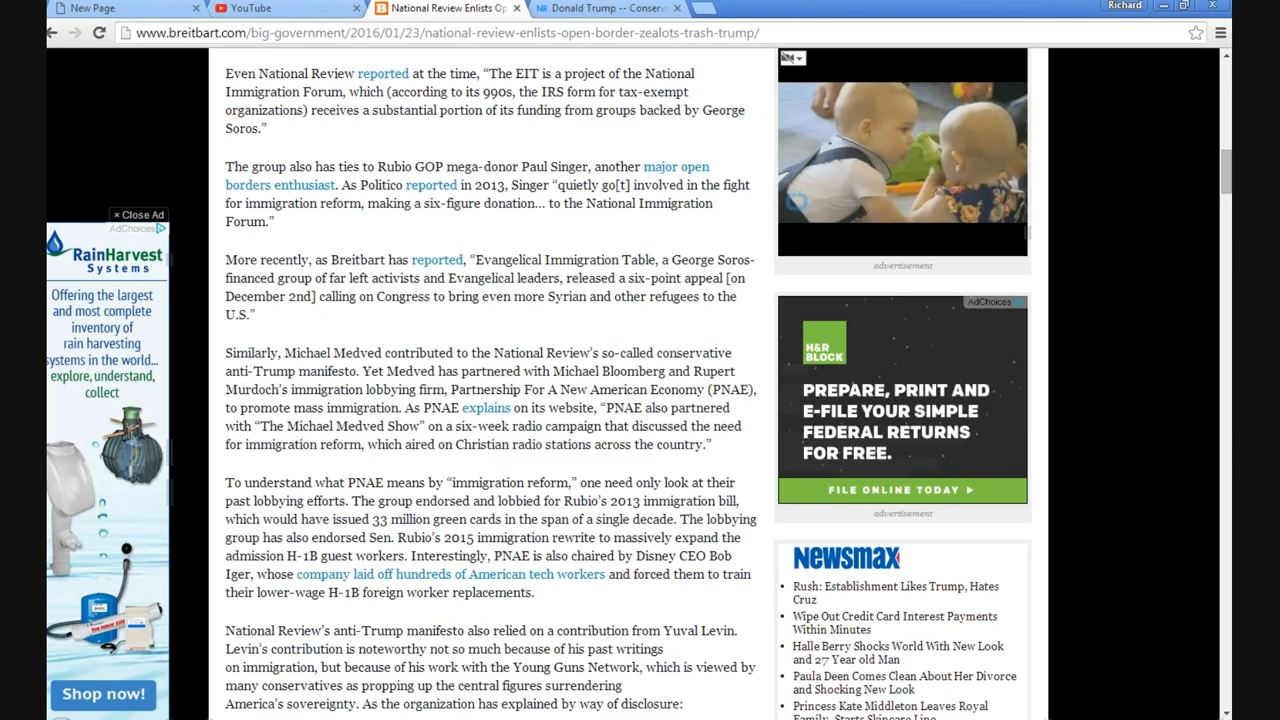 New Page
YouTube
National Review Enlists Op
Donald Trump -- Conserv
Richard
www.breitbart.com/big-government/2016/01/23/national-review-enlists-open-border-zealots-trash-trump/
Even National Review reported at the time, “The EIT is a project of the National
Immigration Forum, which (according to its 990s, the IRS form for tax-exempt
organizations) receives a substantial portion of its funding from groups backed by George
Soros.”
The group also has ties to Rubio GOP mega-donor Paul Singer, another major open
borders enthusiast. As Politico reported in 2013, Singer “quietly go[t] involved in the fight
for immigration reform, making a six-figure donation… to the National Immigration
Forum.”
More recently, as Breitbart has reported, “Evangelical Immigration Table, a George Soros-
financed group of far left activists and Evangelical leaders, released a six-point appeal [on
December 2nd] calling on Congress to bring even more Syrian and other refugees to the
U.S.”
Similarly, Michael Medved contributed to the National Review’s so-called conservative
anti-Trump manifesto. Yet Medved has partnered with Michael Bloomberg and Rupert
Murdoch’s immigration lobbying firm, Partnership For A New American Economy (PNAE),
to promote mass immigration. As PNAE explains on its website, “PNAE also partnered
with “The Michael Medved Show” on a six-week radio campaign that discussed the need
for immigration reform, which aired on Christian radio stations across the country.”
To understand what PNAE means by “immigration reform,” one need only look at their
past lobbying efforts. The group endorsed and lobbied for Rubio’s 2013 immigration bill,
which would have issued 33 million green cards in the span of a single decade. The lobbying
group has also endorsed Sen. Rubio’s 2015 immigration rewrite to massively expand the
admission H-1B guest workers. Interestingly, PNAE is also chaired by Disney CEO Bob
Iger, whose company laid off hundreds of American tech workers and forced them to train
their lower-wage H-1B foreign worker replacements.
National Review’s anti-Trump manifesto also relied on a contribution from Yuval Levin.
Levin’s contribution is noteworthy not so much because of his past writings
on immigration, but because of his work with the Young Guns Network, which is viewed by
many conservatives as propping up the central figures surrendering
America’s sovereignty. As the organization has explained by way of disclosure:
× Close Ad
AdChoices
RainHarvest
Systems
Offering the largest
and most complete
inventory of
rain harvesting
systems in the world...
explore, understand,
collect
Shop now!
advertisement
AdChoices
H&R
BLOCK
PREPARE, PRINT AND
E-FILE YOUR SIMPLE
FEDERAL RETURNS
FOR FREE.
FILE ONLINE TODAY
advertisement
Newsmax
Rush: Establishment Likes Trump, Hates
Cruz
Wipe Out Credit Card Interest Payments
Within Minutes
Halle Berry Shocks World With New Look
and 27 Year old Man
Paula Deen Comes Clean About Her Divorce
and Shocking New Look
Princess Kate Middleton Leaves Royal
Family, Starts Skincare Line